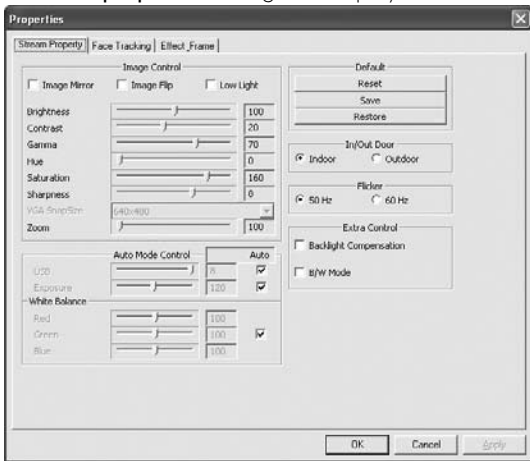 Properties
Stream Property Face Tracking Effect_Frame
Image Control
Image Mirror Image Flip Low Light
Brightness 100
Contrast 20
Gamma 70
Hue 0
Saturation 160
Sharpness 0
VGA SnapSize 640x480
Zoom 100
Auto Mode Control Auto
USB 8
Exposure 120
White Balance
Red 100
Green 100
Blue 100
Default
Reset
Save
Restore
In/Out Door
Indoor Outdoor
Flicker
50 Hz 60 Hz
Extra Control
Backlight Compensation
B/W Mode
OK Cancel Apply